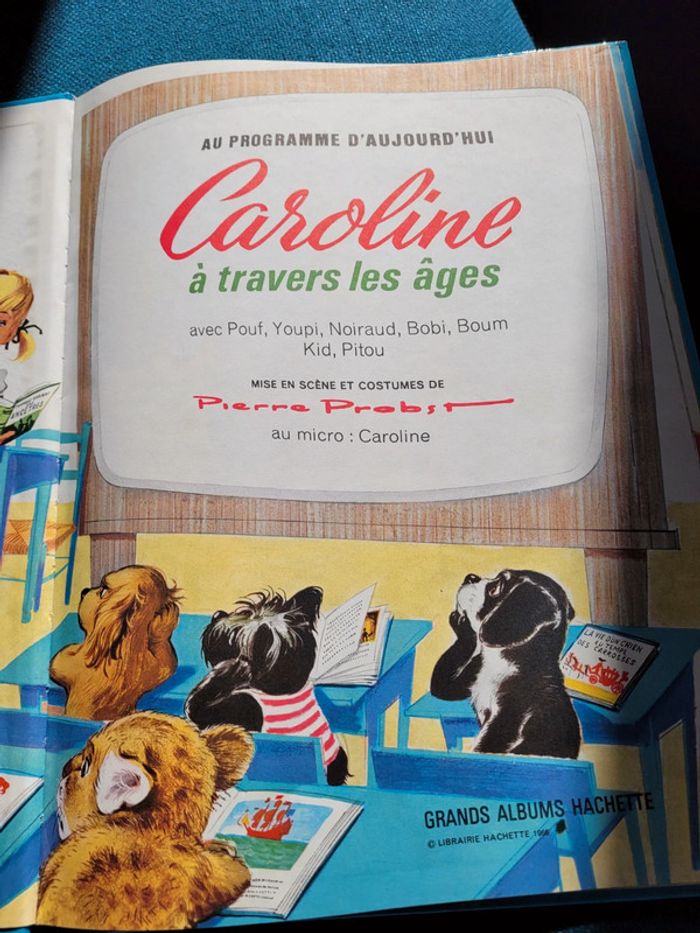 AU PROGRAMME D'AUJOURD'HUI
Caroline
à travers les âges
avec Pouf, Youpi, Noiraud, Bobi, Boum
Kid, Pitou
MISE EN SCÈNE ET COSTUMES DE
Pierre Probst
au micro : Caroline
ANCÊTRES
LA VIE D'UN CHIEN
AU TEMPS
DES CARROSSES
GRANDS ALBUMS HACHETTE
© LIBRAIRIE HACHETTE